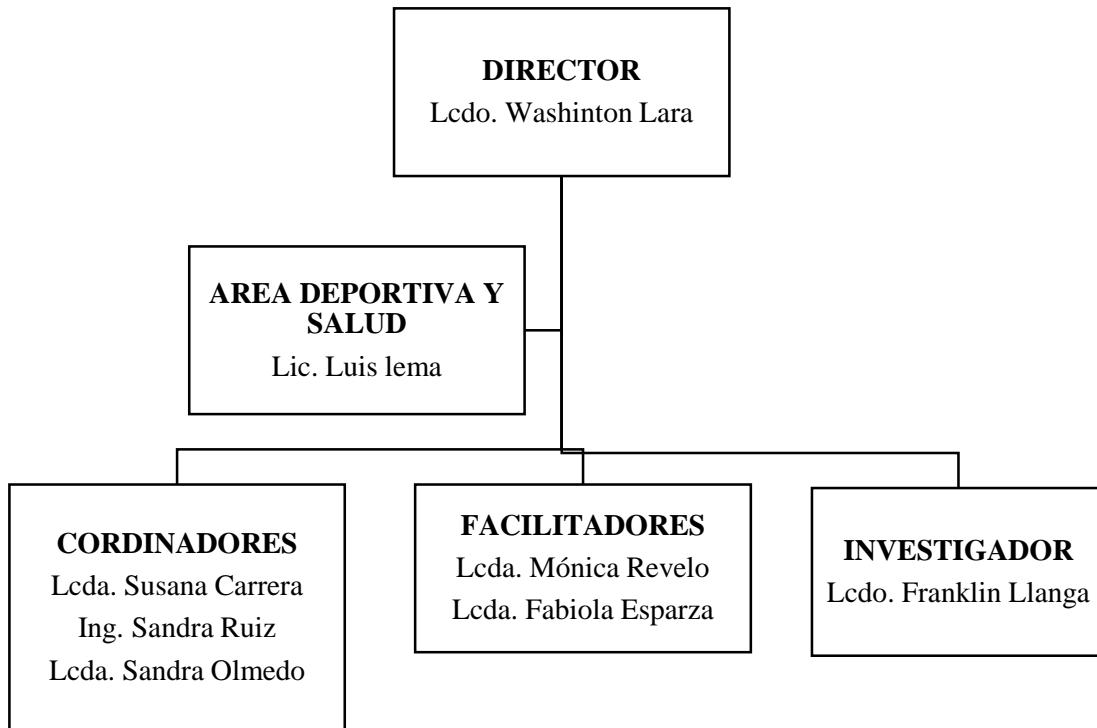 DIRECTOR
Lcdo. Washinton Lara
AREA DEPORTIVA Y
SALUD
Lic. Luis lema
CORDINADORES
Lcda. Susana Carrera
Ing. Sandra Ruiz
Lcda. Sandra Olmedo
FACILITADORES
Lcda. Mónica Revelo
Lcda. Fabiola Esparza
INVESTIGADOR
Lcdo. Franklin Llanga